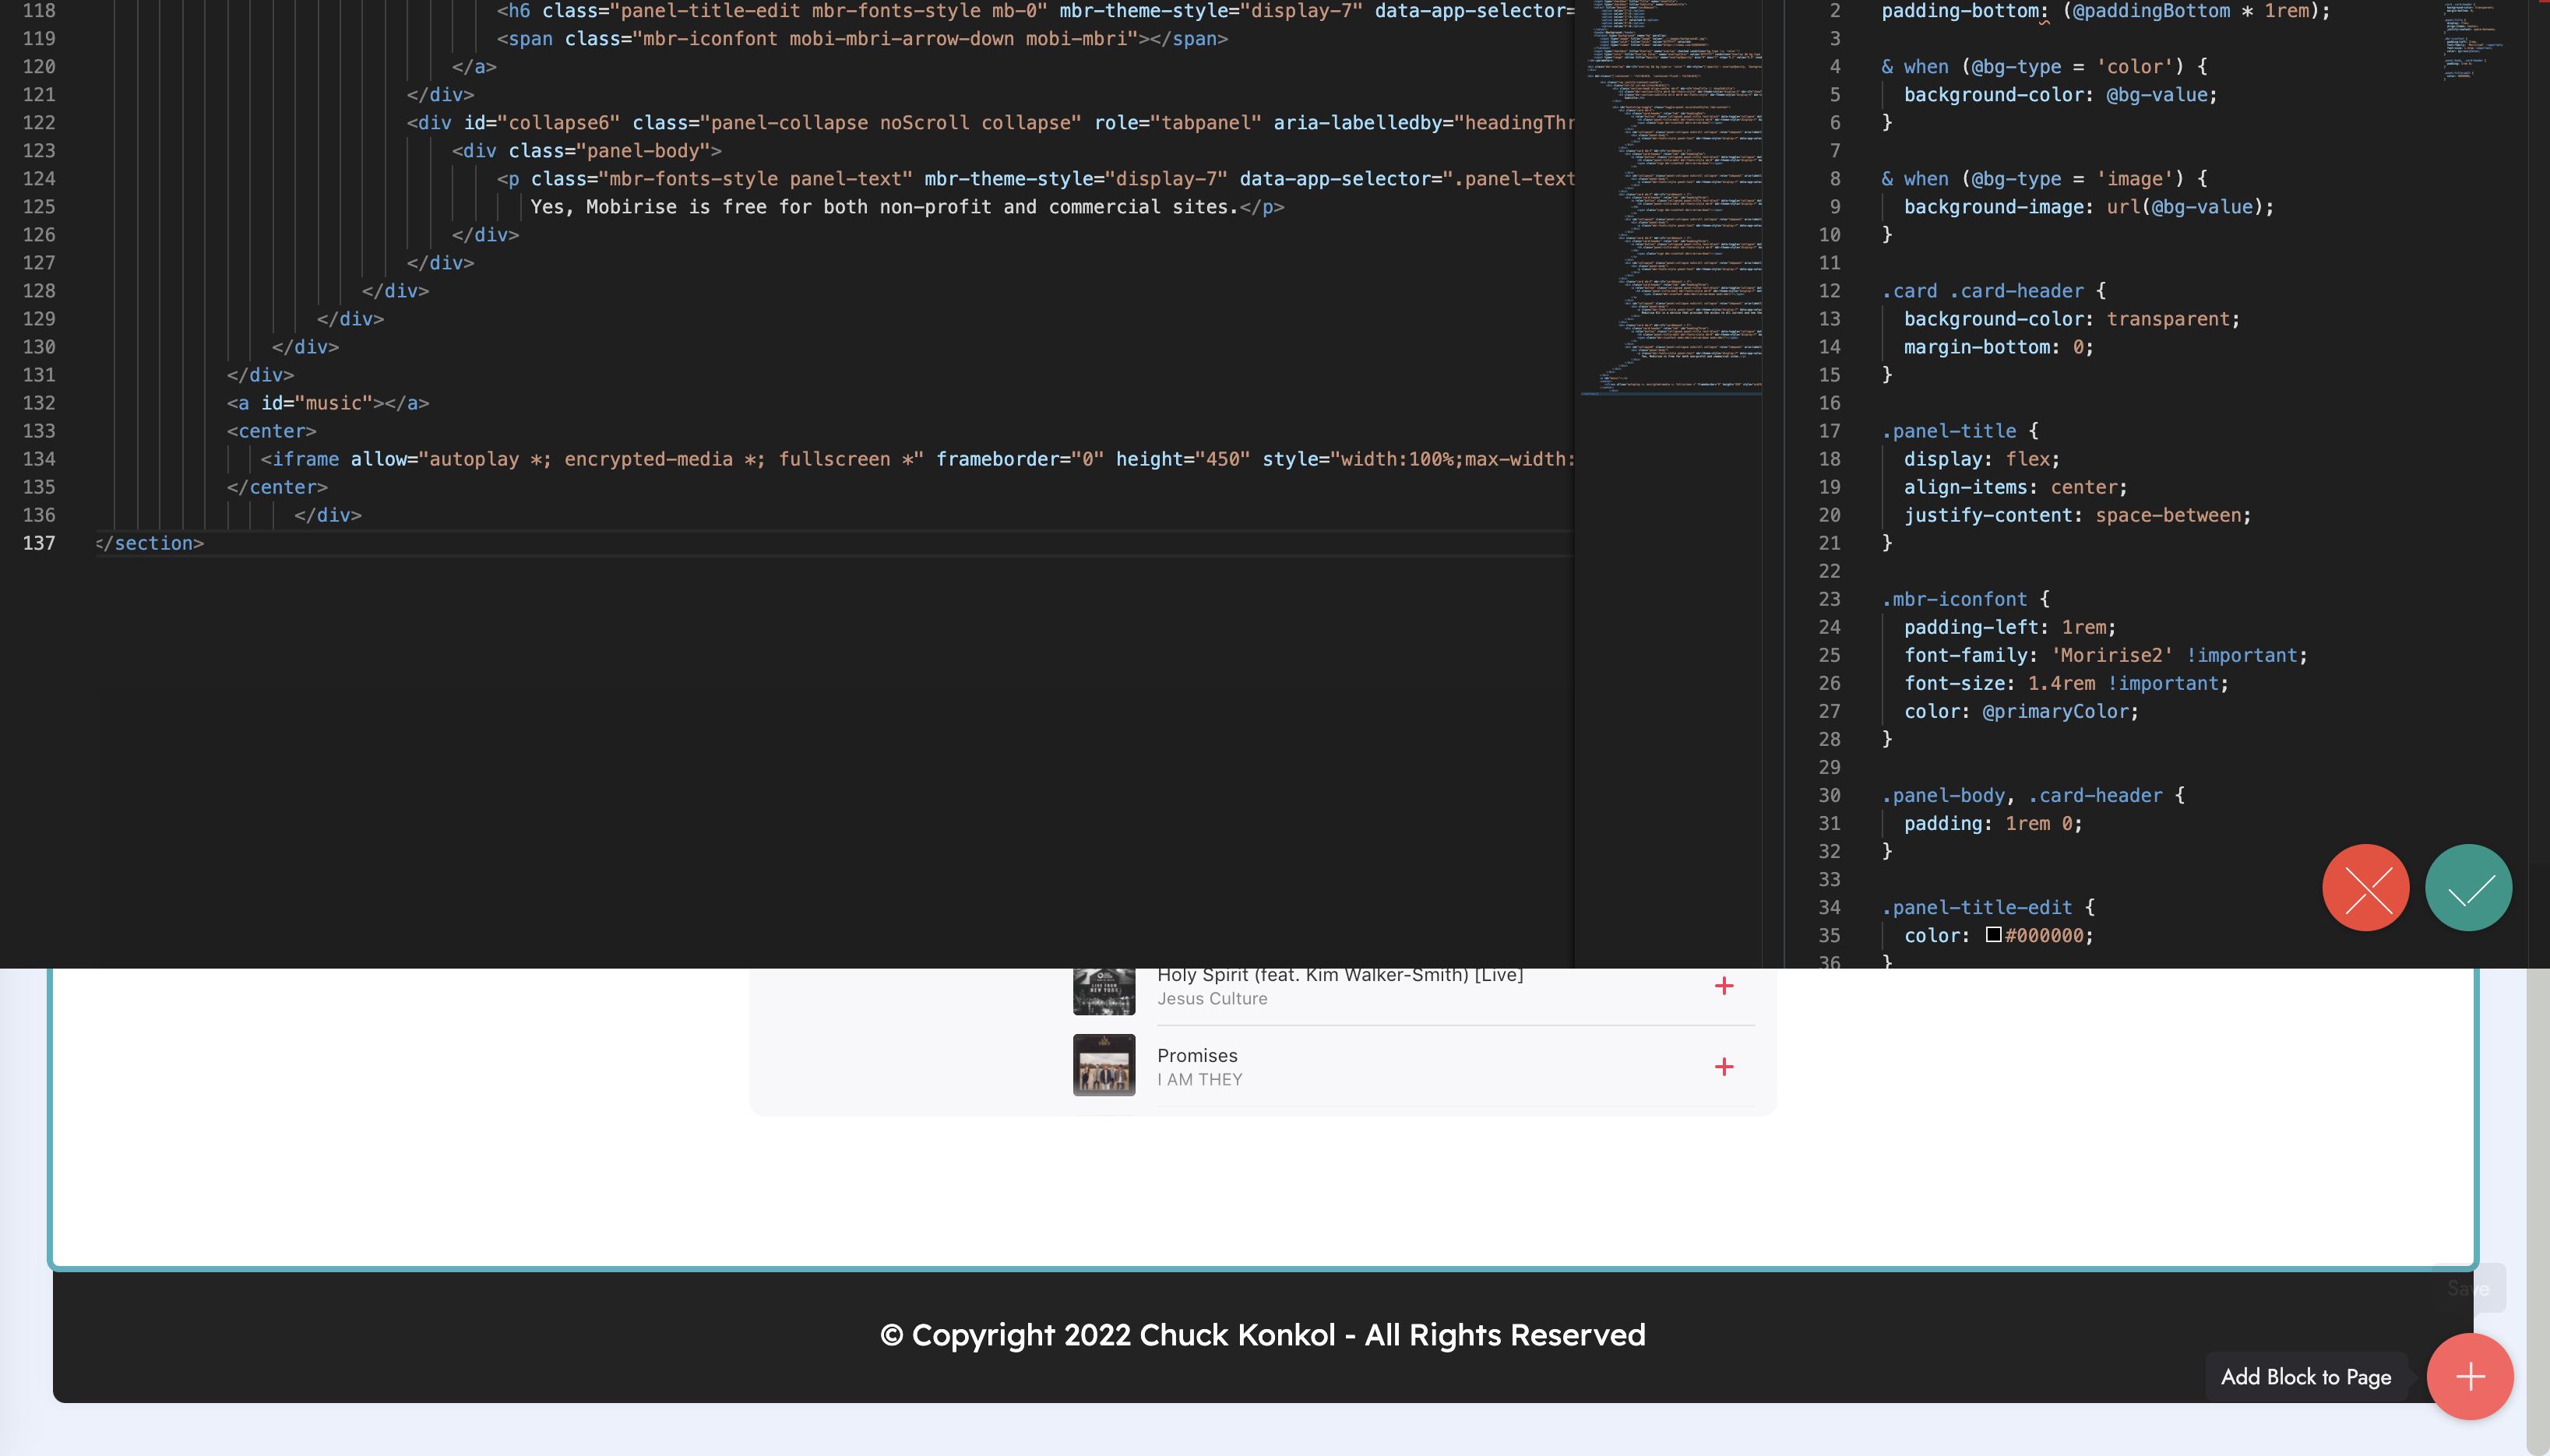 118 <h6 class="panel-title-edit mbr-fonts-style mb-0" mbr-theme-style="display-7" data-app-selector=
119 <span class="mbr-iconfont mobi-mbri-arrow-down mobi-mbri"></span>
120 </a>
121 </div>
122 <div id="collapse6" class="panel-collapse noScroll collapse" role="tabpanel" aria-labelledby="headingThr
123 <div class="panel-body">
124 <p class="mbr-fonts-style panel-text" mbr-theme-style="display-7" data-app-selector=".panel-text
125 Yes, Mobirise is free for both non-profit and commercial sites.</p>
126 </div>
127 </div>
128 </div>
129 </div>
130 </div>
131 </div>
132 <a id="music"></a>
133 <center>
134 <iframe allow="autoplay *; encrypted-media *; fullscreen *" frameborder="0" height="450" style="width:100%;max-width:
135 </center>
136 </div>
137 </section>
2 padding-bottom: (@paddingBottom * 1rem);
3
4 & when (@bg-type = 'color') {
5 background-color: @bg-value;
6 }
7
8 & when (@bg-type = 'image') {
9 background-image: url(@bg-value);
10 }
11
12 .card .card-header {
13 background-color: transparent;
14 margin-bottom: 0;
15 }
16
17 .panel-title {
18 display: flex;
19 align-items: center;
20 justify-content: space-between;
21 }
22
23 .mbr-iconfont {
24 padding-left: 1rem;
25 font-family: 'Moririse2' !important;
26 font-size: 1.4rem !important;
27 color: @primaryColor;
28 }
29
30 .panel-body, .card-header {
31 padding: 1rem 0;
32 }
33
34 .panel-title-edit {
35 color: #000000;
36 }
Holy Spirit (feat. Kim Walker-Smith) [Live]
Jesus Culture
Promises
I AM THEY
Save
© Copyright 2022 Chuck Konkol - All Rights Reserved
Add Block to Page